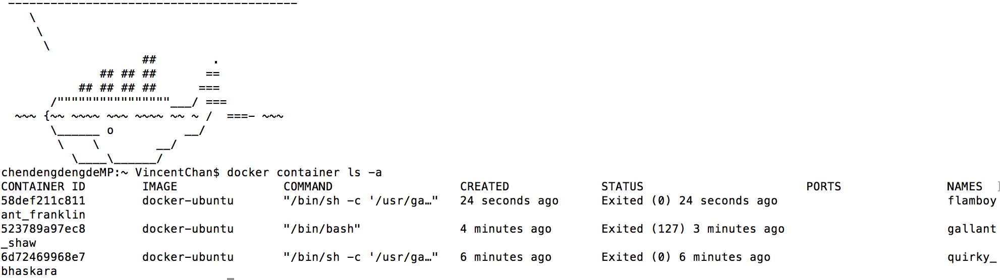 -----------------------------------------
    \
     \
      \
                    ##        .
              ## ## ##       ==
           ## ## ## ##      ===
       /""""""""""""""""___/ ===
  ~~~ {~~ ~~~~ ~~~ ~~~~ ~~ ~ /  ===- ~~~
       \______ o          __/
        \    \        __/
          \____\______/
chendengdengdeMP:~ VincentChan$ docker container ls -a
CONTAINER ID        IMAGE               COMMAND                  CREATED             STATUS                       PORTS               NAMES
58def211c811        docker-ubuntu       "/bin/sh -c '/usr/ga…"   24 seconds ago      Exited (0) 24 seconds ago                        flamboy
ant_franklin
523789a97ec8        docker-ubuntu       "/bin/bash"              4 minutes ago       Exited (127) 3 minutes ago                       gallant
_shaw
6d72469968e7        docker-ubuntu       "/bin/sh -c '/usr/ga…"   6 minutes ago       Exited (0) 6 minutes ago                         quirky_
bhaskara